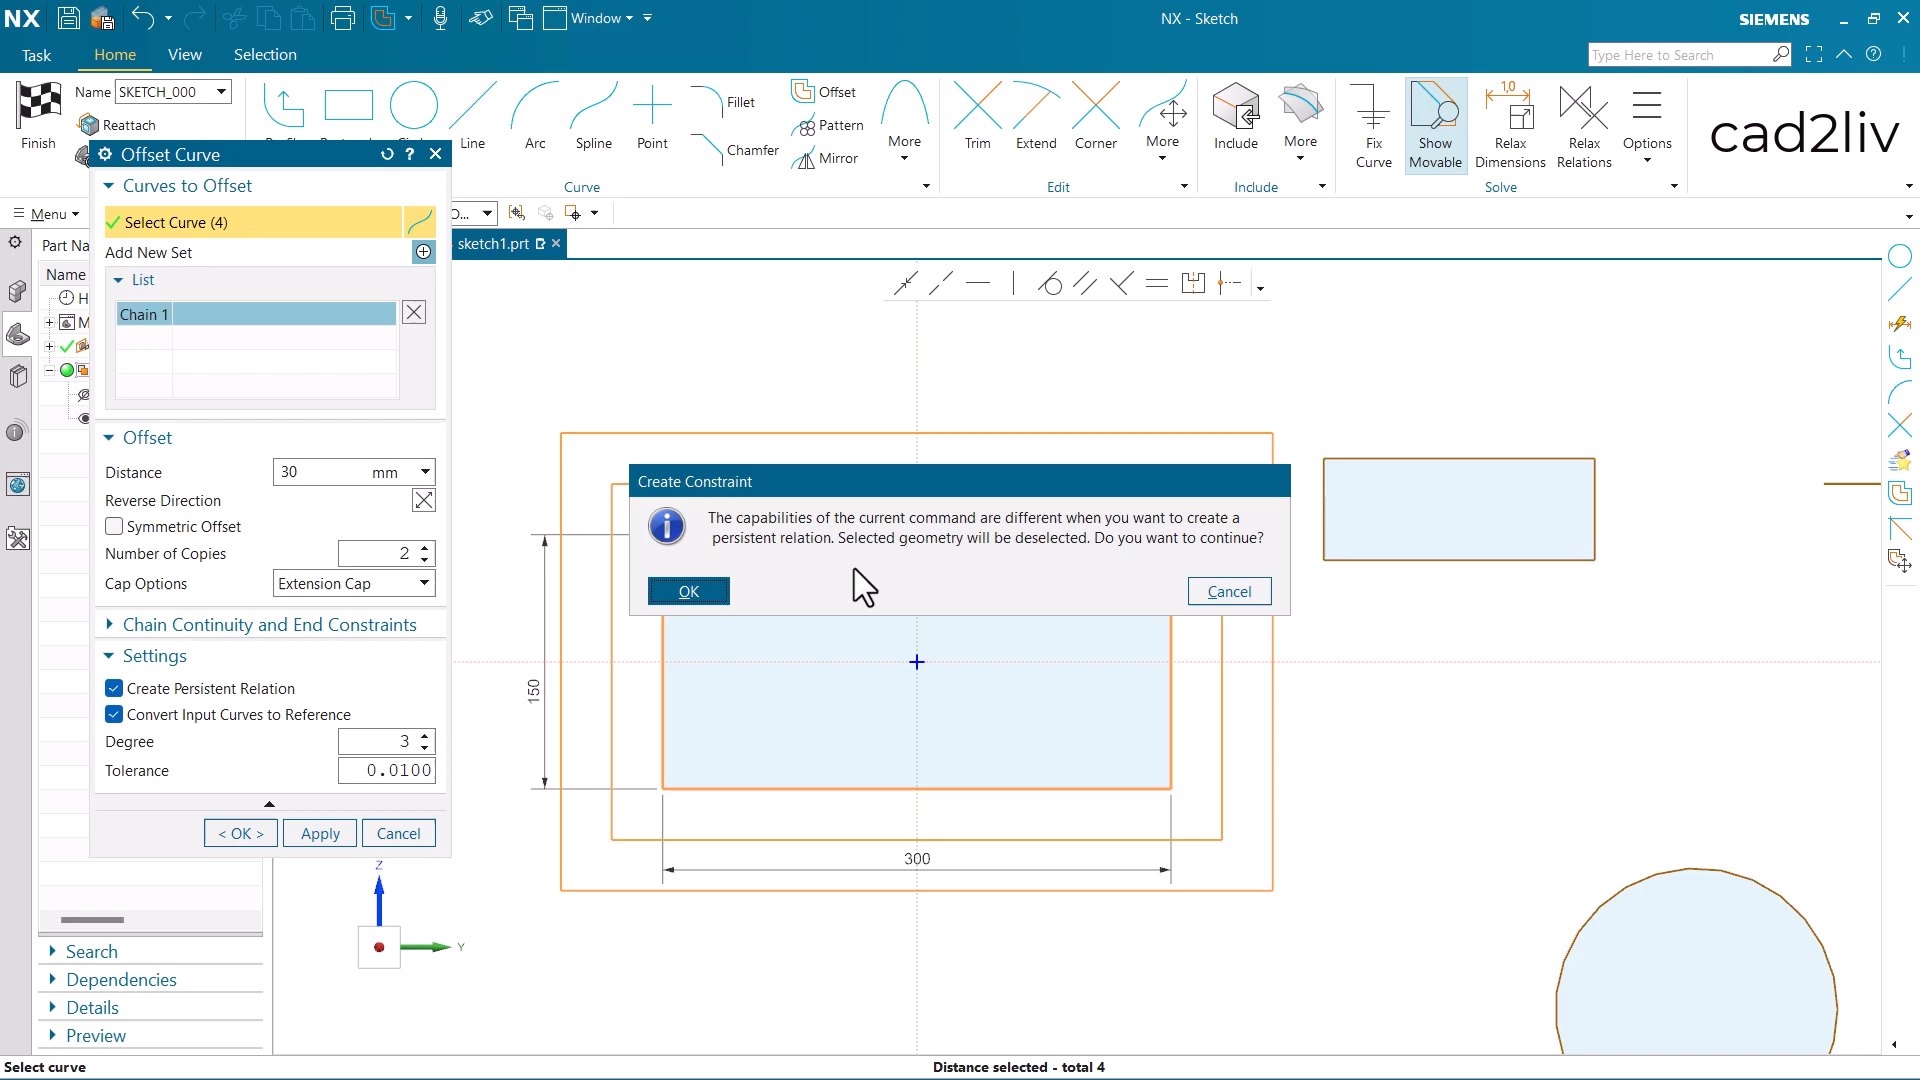 NX
Window
NX - Sketch
SIEMENS
Task
Home
View
Selection
Type Here to Search
Finish
Name
SKETCH_000
Reattach
Line
Arc
Spline
Point
Fillet
Chamfer
Offset
Pattern
Mirror
More
Curve
Trim
Extend
Corner
More
Edit
Include
More
Include
Fix
Curve
Show
Movable
1,0
Relax
Dimensions
Relax
Relations
Options
Solve
cad2liv
Menu
O...
Part Na
sketch1.prt
Name
H
M
Offset Curve
Curves to Offset
Select Curve (4)
Add New Set
List
Chain 1
Offset
Distance
30
mm
Reverse Direction
Symmetric Offset
Number of Copies
2
Cap Options
Extension Cap
Chain Continuity and End Constraints
Settings
Create Persistent Relation
Convert Input Curves to Reference
Degree
3
Tolerance
0.0100
< OK >
Apply
Cancel
Create Constraint
The capabilities of the current command are different when you want to create a
persistent relation. Selected geometry will be deselected. Do you want to continue?
OK
Cancel
150
300
Z
Y
Search
Dependencies
Details
Preview
Select curve
Distance selected - total 4